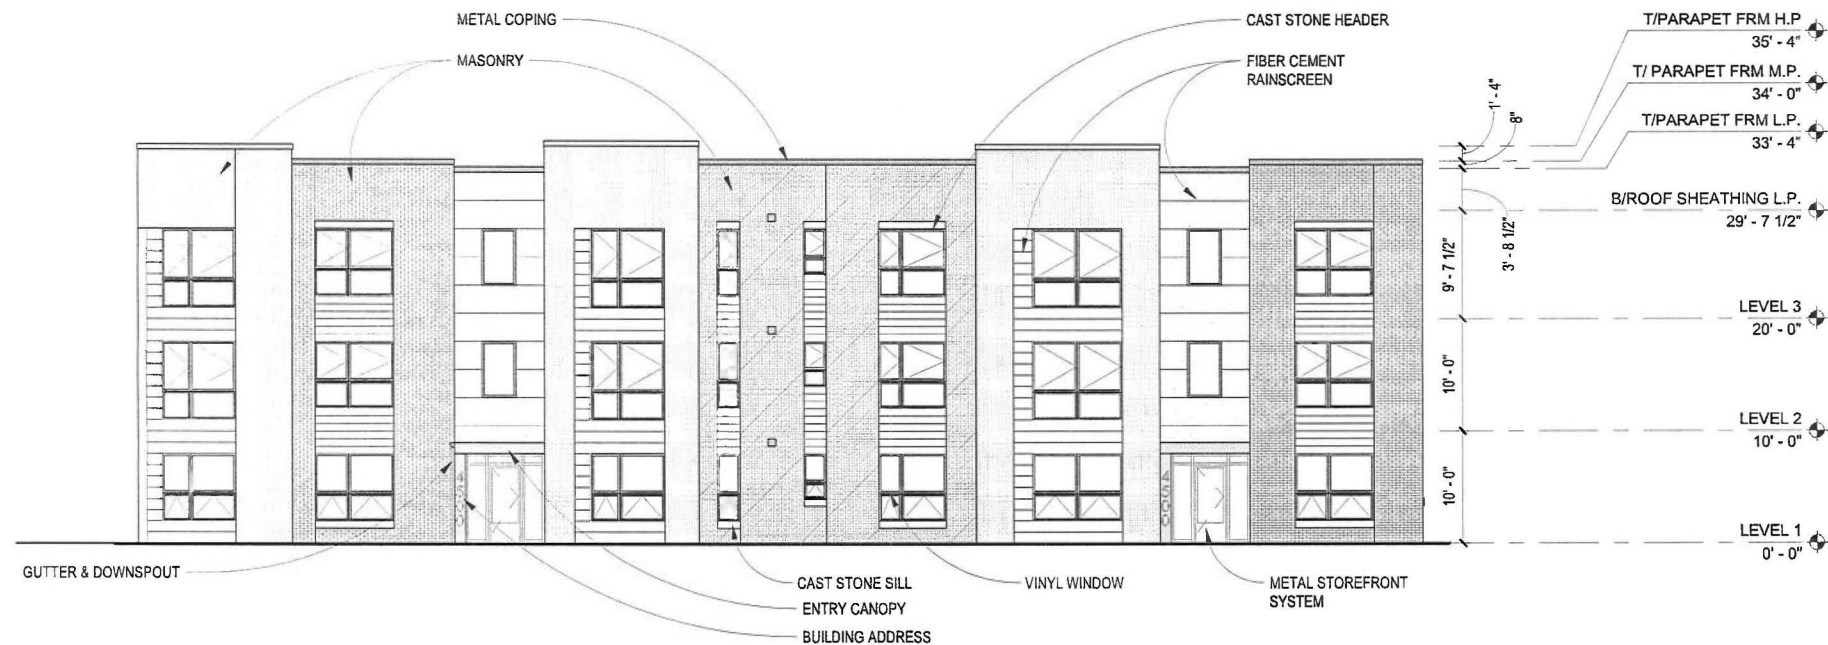 METAL COPING
MASONRY
CAST STONE HEADER
FIBER CEMENT
RAINSCREEN
T/PARAPET FRM H.P
35' - 4"
T/ PARAPET FRM M.P.
34' - 0"
T/PARAPET FRM L.P.
33' - 4"
1' - 4"
8"
B/ROOF SHEATHING L.P.
29' - 7 1/2"
3' - 8 1/2"
9' - 7 1/2"
LEVEL 3
20' - 0"
10' - 0"
LEVEL 2
10' - 0"
10' - 0"
LEVEL 1
0' - 0"
GUTTER & DOWNSPOUT
CAST STONE SILL
ENTRY CANOPY
BUILDING ADDRESS
VINYL WINDOW
METAL STOREFRONT
SYSTEM